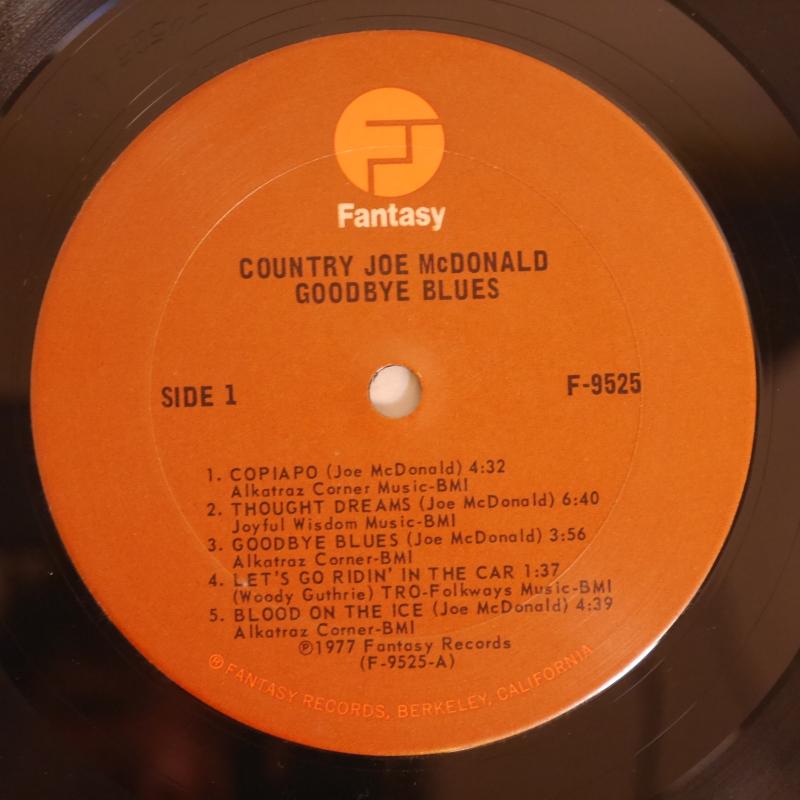 Fantasy
COUNTRY JOE McDONALD
GOODBYE BLUES
SIDE 1
F-9525
1. COPIAPO (Joe McDonald) 4:32
Alkatraz Corner Music-BMI
2. THOUGHT DREAMS (Joe McDonald) 6:40
Joyful Wisdom Music-BMI
3. GOODBYE BLUES (Joe McDonald) 3:56
Alkatraz Corner-BMI
4. LET'S GO RIDIN' IN THE CAR 1:37
(Woody Guthrie) TRO-Folkways Music-BMI
5. BLOOD ON THE ICE (Joe McDonald) 4:39
Alkatraz Corner-BMI
℗1977 Fantasy Records
(F-9525-A)
® FANTASY RECORDS, BERKELEY, CALIFORNIA